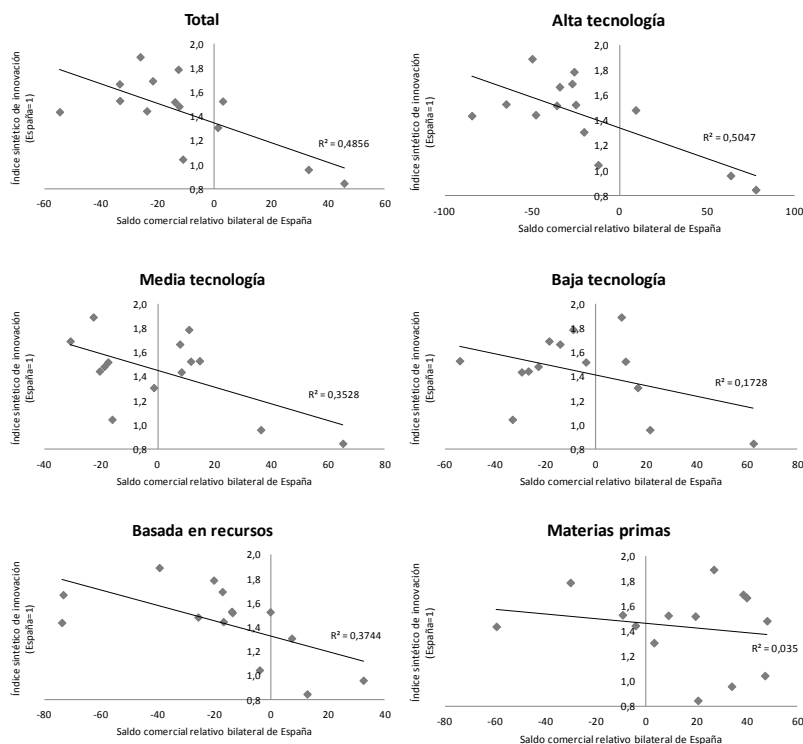 Total
Índice sintético de innovación
(España=1)
2,0
1,8
1,6
1,4
1,2
1,0
0,8
R² = 0,4856
-60 -40 -20 0 20 40 60
Saldo comercial relativo bilateral de España
Alta tecnología
Índice sintético de innovación
(España=1)
2,0
1,8
1,6
1,4
1,2
1,0
0,8
R² = 0,5047
-100 -50 0 50 100
Saldo comercial relativo bilateral de España
Media tecnología
Índice sintético de innovación
(España=1)
2,0
1,8
1,6
1,4
1,2
1,0
0,8
R² = 0,3528
-40 -20 0 20 40 60 80
Saldo comercial relativo bilateral de España
Baja tecnología
Índice sintético de innovación
(España=1)
2,0
1,8
1,6
1,4
1,2
1,0
0,8
R² = 0,1728
-60 -40 -20 0 20 40 60 80
Saldo comercial relativo bilateral de España
Basada en recursos
Índice sintético de innovación
(España=1)
2,0
1,8
1,6
1,4
1,2
1,0
0,8
R² = 0,3744
-80 -60 -40 -20 0 20 40
Saldo comercial relativo bilateral de España
Materias primas
Índice sintético de innovación
(España=1)
2,0
1,8
1,6
1,4
1,2
1,0
0,8
R² = 0,035
-80 -60 -40 -20 0 20 40 60
Saldo comercial relativo bilateral de España